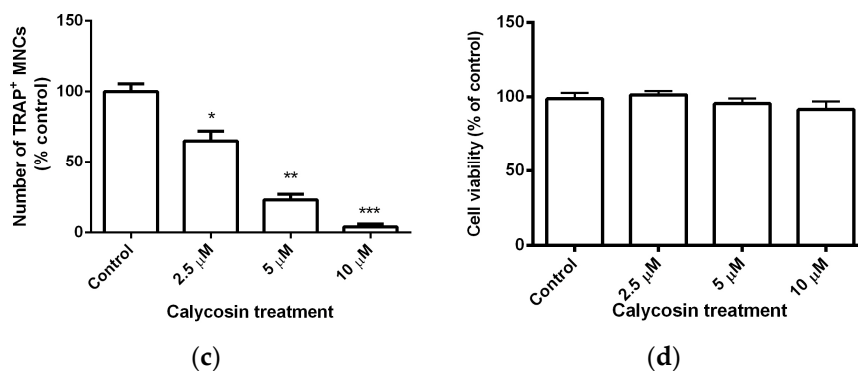 Number of TRAP⁺ MNCs
(% control)
150
100
50
0
*
**
***
Control
2.5 μM
5 μM
10 μM
Calycosin treatment
(c)
Cell viability (% of control)
150
100
50
0
Control
2.5 μM
5 μM
10 μM
Calycosin treatment
(d)